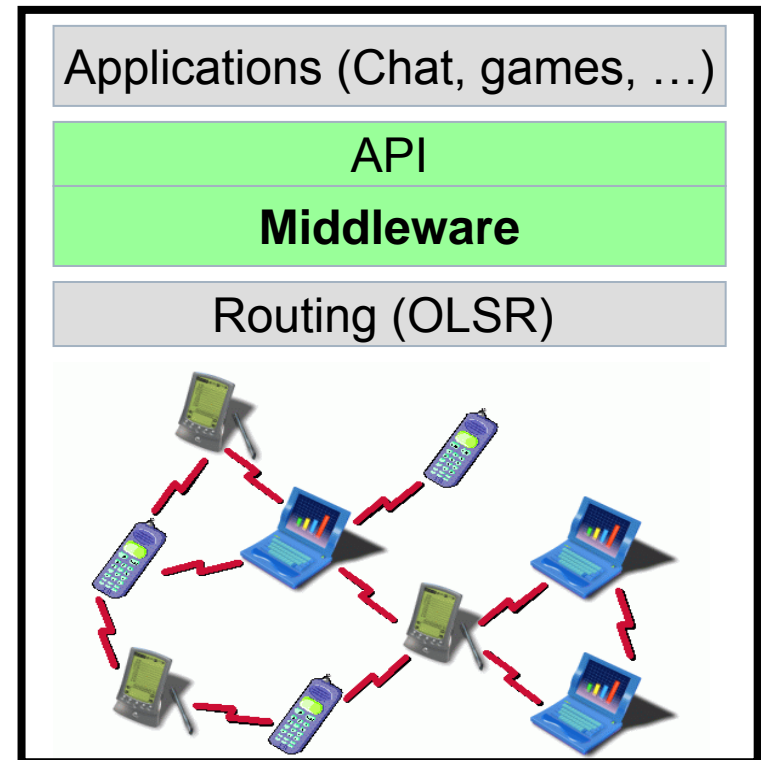 Applications (Chat, games, …)
API
Middleware
Routing (OLSR)